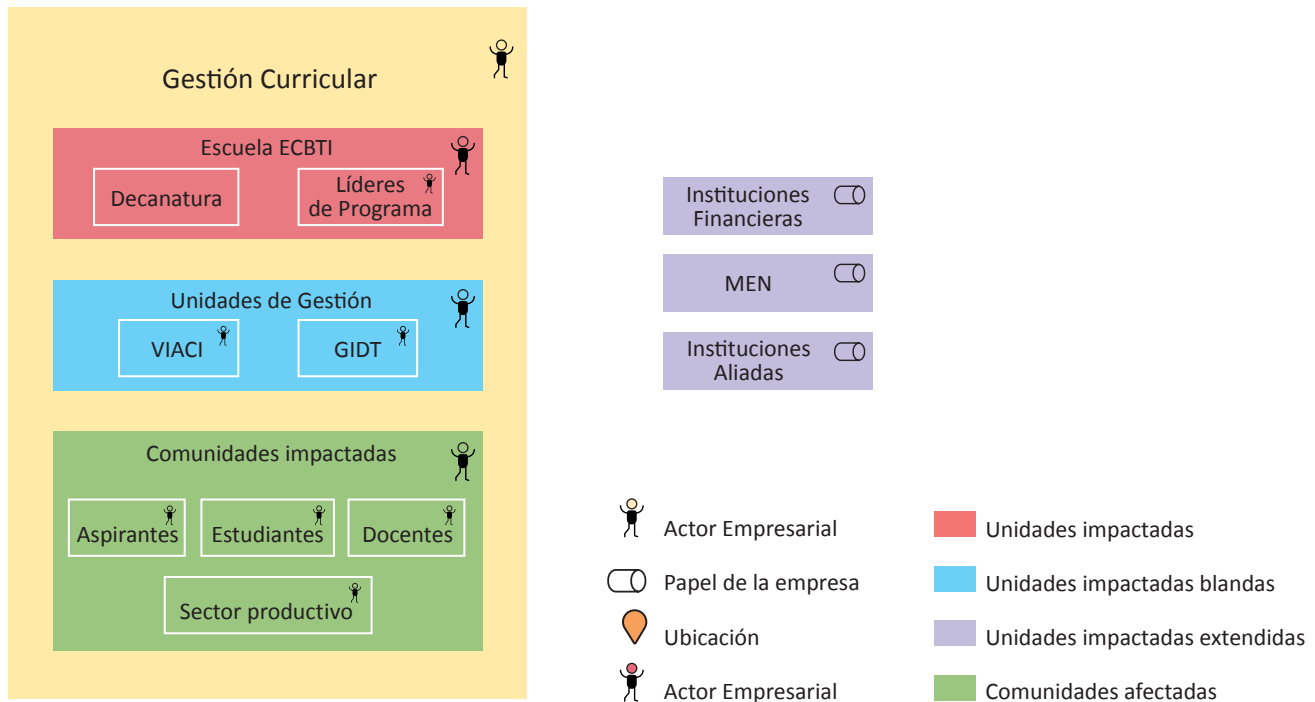 Gestión Curricular
Escuela ECBTI
Decanatura
Líderes
de Programa
Unidades de Gestión
VIACI
GIDT
Comunidades impactadas
Aspirantes
Estudiantes
Docentes
Sector productivo
Instituciones
Financieras
MEN
Instituciones
Aliadas
Actor Empresarial
Papel de la empresa
Ubicación
Actor Empresarial
Unidades impactadas
Unidades impactadas blandas
Unidades impactadas extendidas
Comunidades afectadas